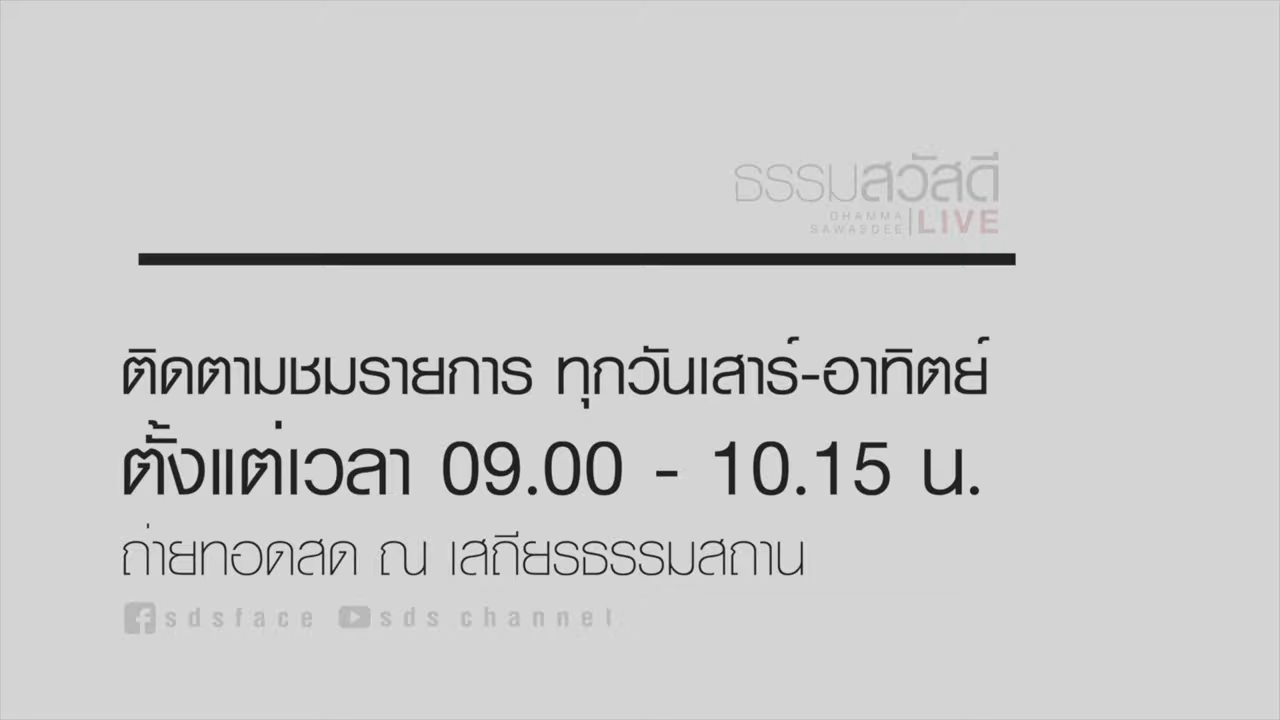 ธรรมสวัสดี
DHAMMA
SAWASDEE | LIVE
ติดตามชมรายการ ทุกวันเสาร์-อาทิตย์
ตั้งแต่เวลา 09.00 - 10.15 น.
ถ่ายทอดสด ณ เสถียรธรรมสถาน
sdsface sds channel